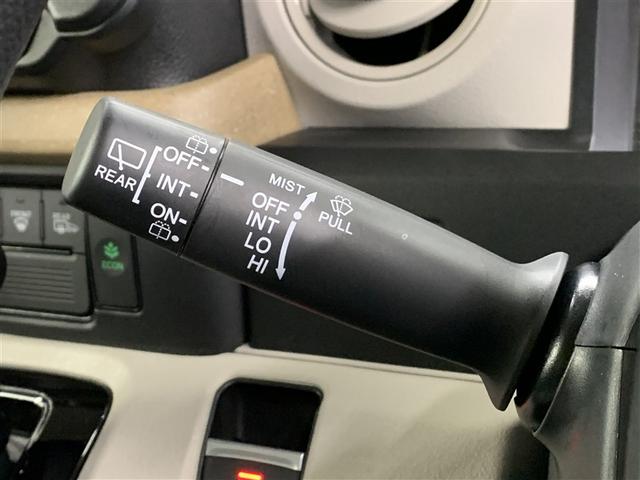 REAR
OFF
INT
ON
MIST
OFF
INT
LO
HI
PULL
ECON